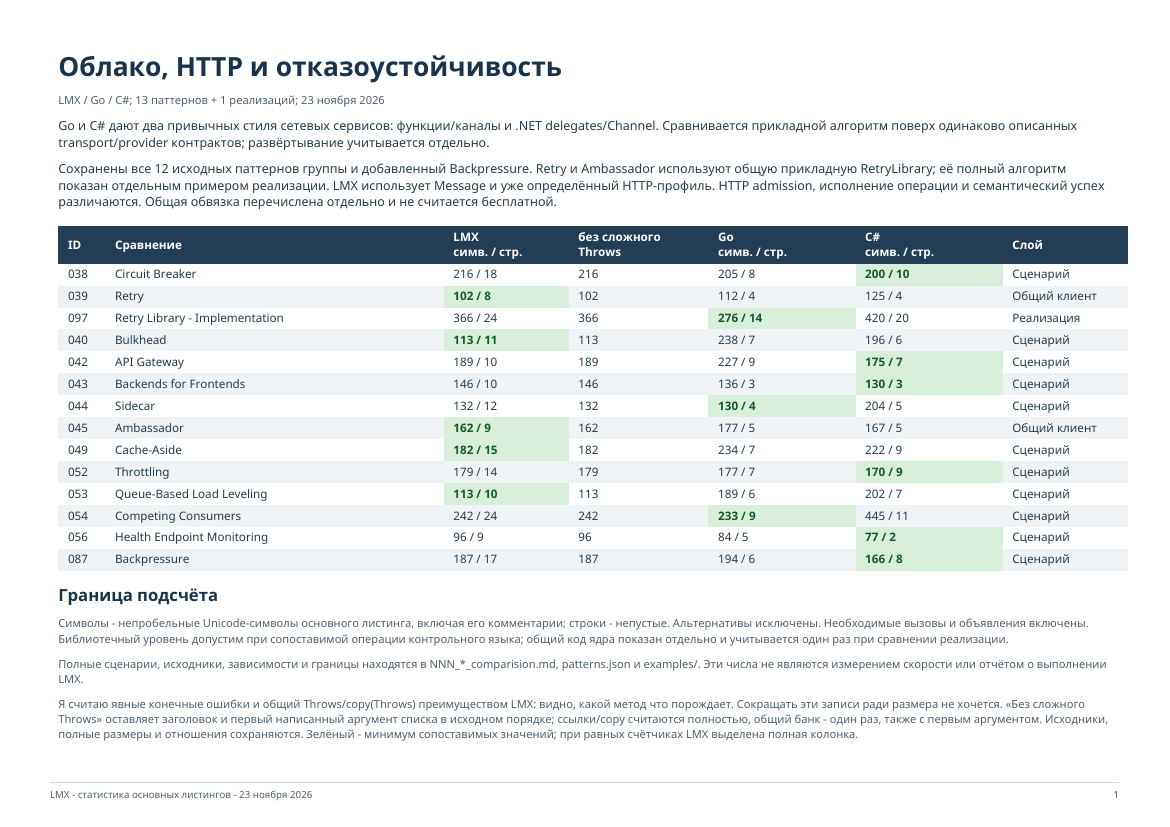 Облако, HTTP и отказоустойчивость
LMX / Go / C#; 13 паттернов + 1 реализаций; 23 ноября 2026
Go и C# дают два привычных стиля сетевых сервисов: функции/каналы и .NET delegates/Channel. Сравнивается прикладной алгоритм поверх одинаково описанных
transport/provider контрактов; развёртывание учитывается отдельно.
Сохранены все 12 исходных паттернов группы и добавленный Backpressure. Retry и Ambassador используют общую прикладную RetryLibrary; её полный алгоритм
показан отдельным примером реализации. LMX использует Message и уже определённый HTTP-профиль. HTTP admission, исполнение операции и семантический успех
различаются. Общая обвязка перечислена отдельно и не считается бесплатной.
ID Сравнение LMX симв. / стр. без сложного Throws Go симв. / стр. C# симв. / стр. Слой
038 Circuit Breaker 216 / 18 216 205 / 8 200 / 10 Сценарий
039 Retry 102 / 8 102 112 / 4 125 / 4 Общий клиент
097 Retry Library - Implementation 366 / 24 366 276 / 14 420 / 20 Реализация
040 Bulkhead 113 / 11 113 238 / 7 196 / 6 Сценарий
042 API Gateway 189 / 10 189 227 / 9 175 / 7 Сценарий
043 Backends for Frontends 146 / 10 146 136 / 3 130 / 3 Сценарий
044 Sidecar 132 / 12 132 130 / 4 204 / 5 Сценарий
045 Ambassador 162 / 9 162 177 / 5 167 / 5 Общий клиент
049 Cache-Aside 182 / 15 182 234 / 7 222 / 9 Сценарий
052 Throttling 179 / 14 179 177 / 7 170 / 9 Сценарий
053 Queue-Based Load Leveling 113 / 10 113 189 / 6 202 / 7 Сценарий
054 Competing Consumers 242 / 24 242 233 / 9 445 / 11 Сценарий
056 Health Endpoint Monitoring 96 / 9 96 84 / 5 77 / 2 Сценарий
087 Backpressure 187 / 17 187 194 / 6 166 / 8 Сценарий
Граница подсчёта
Символы - непробельные Unicode-символы основного листинга, включая его комментарии; строки - непустые. Альтернативы исключены. Необходимые вызовы и объявления включены.
Библиотечный уровень допустим при сопоставимой операции контрольного языка; общий код ядра показан отдельно и учитывается один раз при сравнении реализации.
Полные сценарии, исходники, зависимости и границы находятся в NNN_*_comparision.md, patterns.json и examples/. Эти числа не являются измерением скорости или отчётом о выполнении
LMX.
Я считаю явные конечные ошибки и общий Throws/copy(Throws) преимуществом LMX: видно, какой метод что порождает. Сокращать эти записи ради размера не хочется. «Без сложного
Throws» оставляет заголовок и первый написанный аргумент списка в исходном порядке; ссылки/copy считаются полностью, общий банк - один раз, также с первым аргументом. Исходники,
полные размеры и отношения сохраняются. Зелёный - минимум сопоставимых значений; при равных счётчиках LMX выделена полная колонка.
LMX - статистика основных листингов - 23 ноября 2026
1